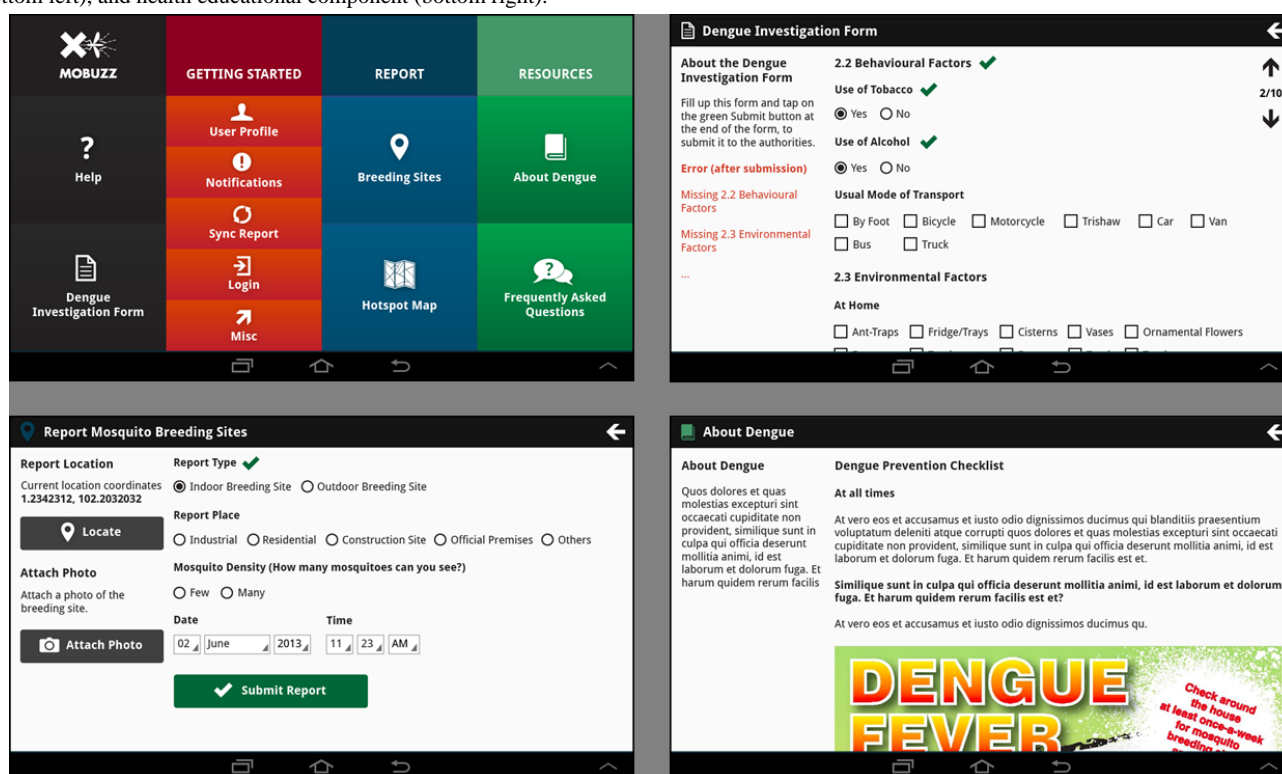 ttom left), and health educational component (bottom right).
MOBUZZ
GETTING STARTED
REPORT
RESOURCES
Help
User Profile
Notifications
Sync Report
Login
Misc
Breeding Sites
About Dengue
Dengue
Investigation Form
Hotspot Map
Frequently Asked
Questions
Dengue Investigation Form
About the Dengue
Investigation Form
Fill up this form and tap on
the green Submit button at
the end of the form, to
submit it to the authorities.
Error (after submission)
Missing 2.2 Behavioural
Factors
Missing 2.3 Environmental
Factors
...
2.2 Behavioural Factors
Use of Tobacco
Yes No
Use of Alcohol
Yes No
Usual Mode of Transport
By Foot Bicycle Motorcycle Trishaw Car Van
Bus Truck
2.3 Environmental Factors
At Home
Ant-Traps Fridge/Trays Cisterns Vases Ornamental Flowers
2/10
Report Mosquito Breeding Sites
Report Location
Current location coordinates
1.2342312, 102.2032032
Locate
Attach Photo
Attach a photo of the
breeding site.
Attach Photo
Report Type
Indoor Breeding Site Outdoor Breeding Site
Report Place
Industrial Residential Construction Site Official Premises Others
Mosquito Density (How many mosquitoes can you see?)
Few Many
Date Time
02 June 2013 11 23 AM
Submit Report
About Dengue
About Dengue
Quos dolores et quas
molestias excepturi sint
occaecati cupiditate non
provident, similique sunt in
culpa qui officia deserunt
mollitia animi, id est
laborum et dolorum fuga. Et
harum quidem rerum facilis
Dengue Prevention Checklist
At all times
At vero eos et accusamus et iusto odio dignissimos ducimus qui blanditiis praesentium
voluptatum deleniti atque corrupti quos dolores et quas molestias excepturi sint occaecati
cupiditate non provident, similique sunt in culpa qui officia deserunt mollitia animi, id est
laborum et dolorum fuga. Et harum quidem rerum facilis est et.
Similique sunt in culpa qui officia deserunt mollitia animi, id est laborum et dolorum
fuga. Et harum quidem rerum facilis est et?
At vero eos et accusamus et iusto odio dignissimos ducimus qu.
DENGUE
FEVER
Check around
the house
at least once-a-week
for mosquito
breeding